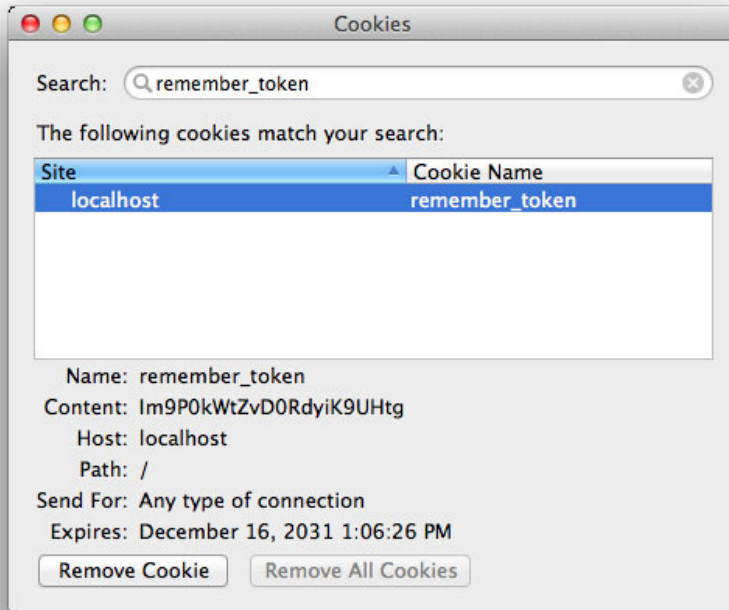 Cookies
Search: remember_token
The following cookies match your search:
Site Cookie Name
localhost remember_token
Name: remember_token
Content: Im9P0kWtZvD0RdyiK9UHtg
Host: localhost
Path: /
Send For: Any type of connection
Expires: December 16, 2031 1:06:26 PM
Remove Cookie Remove All Cookies